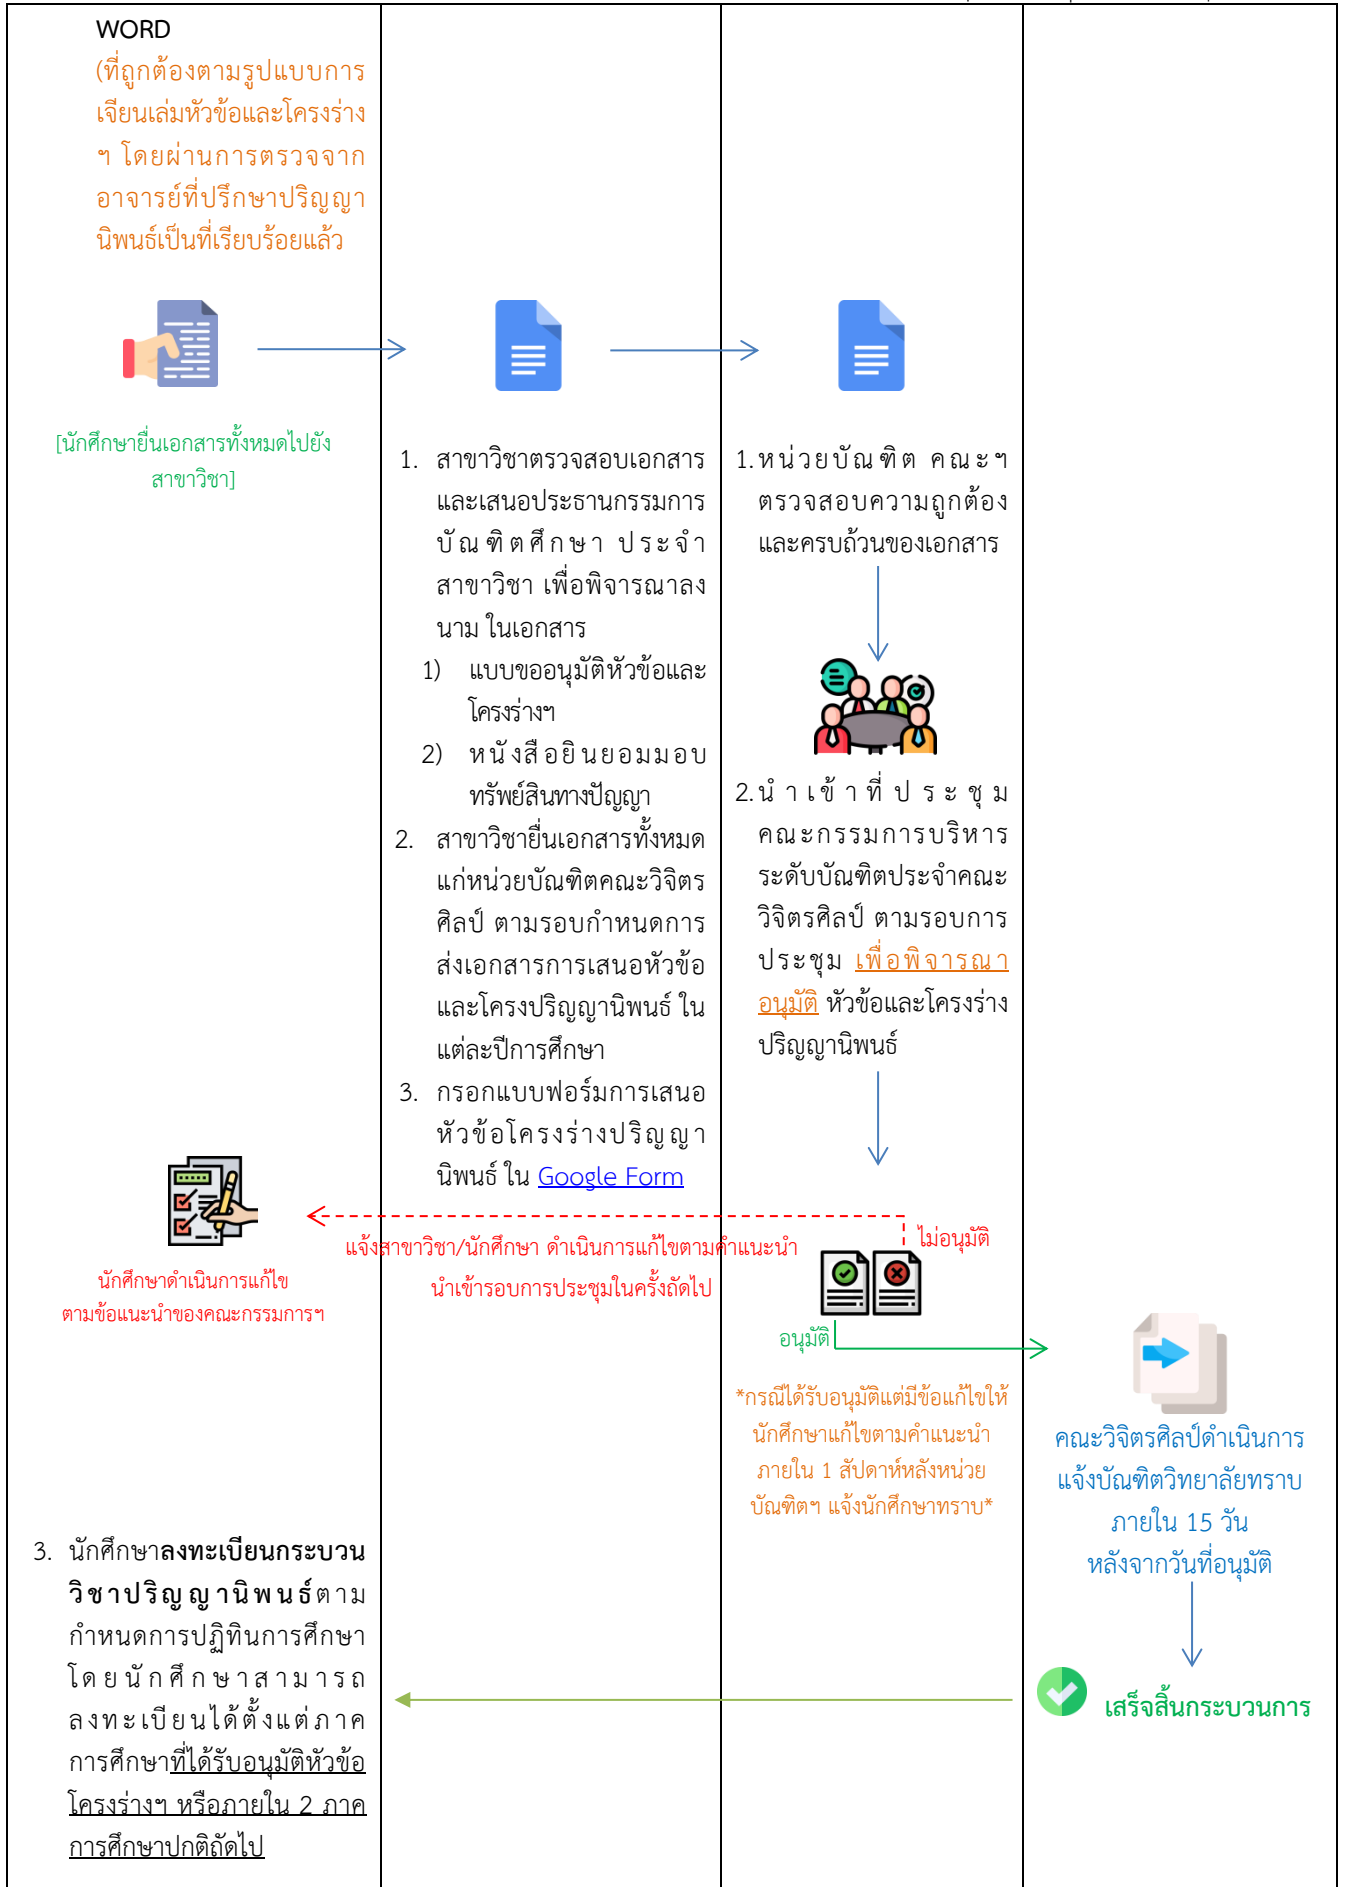 WORD
(ที่ถูกต้องตามรูปแบบการ
เจียนเล่มหัวข้อและโครงร่าง
ฯ โดยผ่านการตรวจจาก
อาจารย์ที่ปรึกษาปริญญา
นิพนธ์เป็นที่เรียบร้อยแล้ว
[นักศึกษายื่นเอกสารทั้งหมดไปยัง
สาขาวิชา]
1. สาขาวิชาตรวจสอบเอกสาร
และเสนอประธานกรรมการ
บัณฑิตศึกษา ประจำ
สาขาวิชา เพื่อพิจารณาลง
นาม ในเอกสาร
1) แบบขออนุมัติหัวข้อและ
โครงร่างฯ
2) หนังสือยินยอมมอบ
ทรัพย์สินทางปัญญา
2. สาขาวิชายื่นเอกสารทั้งหมด
แก่หน่วยบัณฑิตคณะวิจิตร
ศิลป์ ตามรอบกำหนดการ
ส่งเอกสารการเสนอหัวข้อ
และโครงปริญญานิพนธ์ ใน
แต่ละปีการศึกษา
3. กรอกแบบฟอร์มการเสนอ
หัวข้อโครงร่างปริญญา
นิพนธ์ ใน Google Form
1. หน่วยบัณฑิต คณะฯ
ตรวจสอบความถูกต้อง
และครบถ้วนของเอกสาร
2. นำเข้าที่ประชุม
คณะกรรมการบริหาร
ระดับบัณฑิตประจำคณะ
วิจิตรศิลป์ ตามรอบการ
ประชุม เพื่อพิจารณา
อนุมัติ หัวข้อและโครงร่าง
ปริญญานิพนธ์
ไม่อนุมัติ
แจ้งสาขาวิชา/นักศึกษา ดำเนินการแก้ไขตามคำแนะนำ
นำเข้ารอบการประชุมในครั้งถัดไป
นักศึกษาดำเนินการแก้ไข
ตามข้อแนะนำของคณะกรรมการฯ
อนุมัติ
*กรณีได้รับอนุมัติแต่มีข้อแก้ไขให้
นักศึกษาแก้ไขตามคำแนะนำ
ภายใน 1 สัปดาห์หลังหน่วย
บัณฑิตฯ แจ้งนักศึกษาทราบ*
คณะวิจิตรศิลป์ดำเนินการ
แจ้งบัณฑิตวิทยาลัยทราบ
ภายใน 15 วัน
หลังจากวันที่อนุมัติ
เสร็จสิ้นกระบวนการ
3. นักศึกษาลงทะเบียนกระบวน
วิชาปริญญานิพนธ์ตาม
กำหนดการปฏิทินการศึกษา
โดยนักศึกษาสามารถ
ลงทะเบียนได้ตั้งแต่ภาค
การศึกษาที่ได้รับอนุมัติหัวข้อ
โครงร่างฯ หรือภายใน 2 ภาค
การศึกษาปกติถัดไป